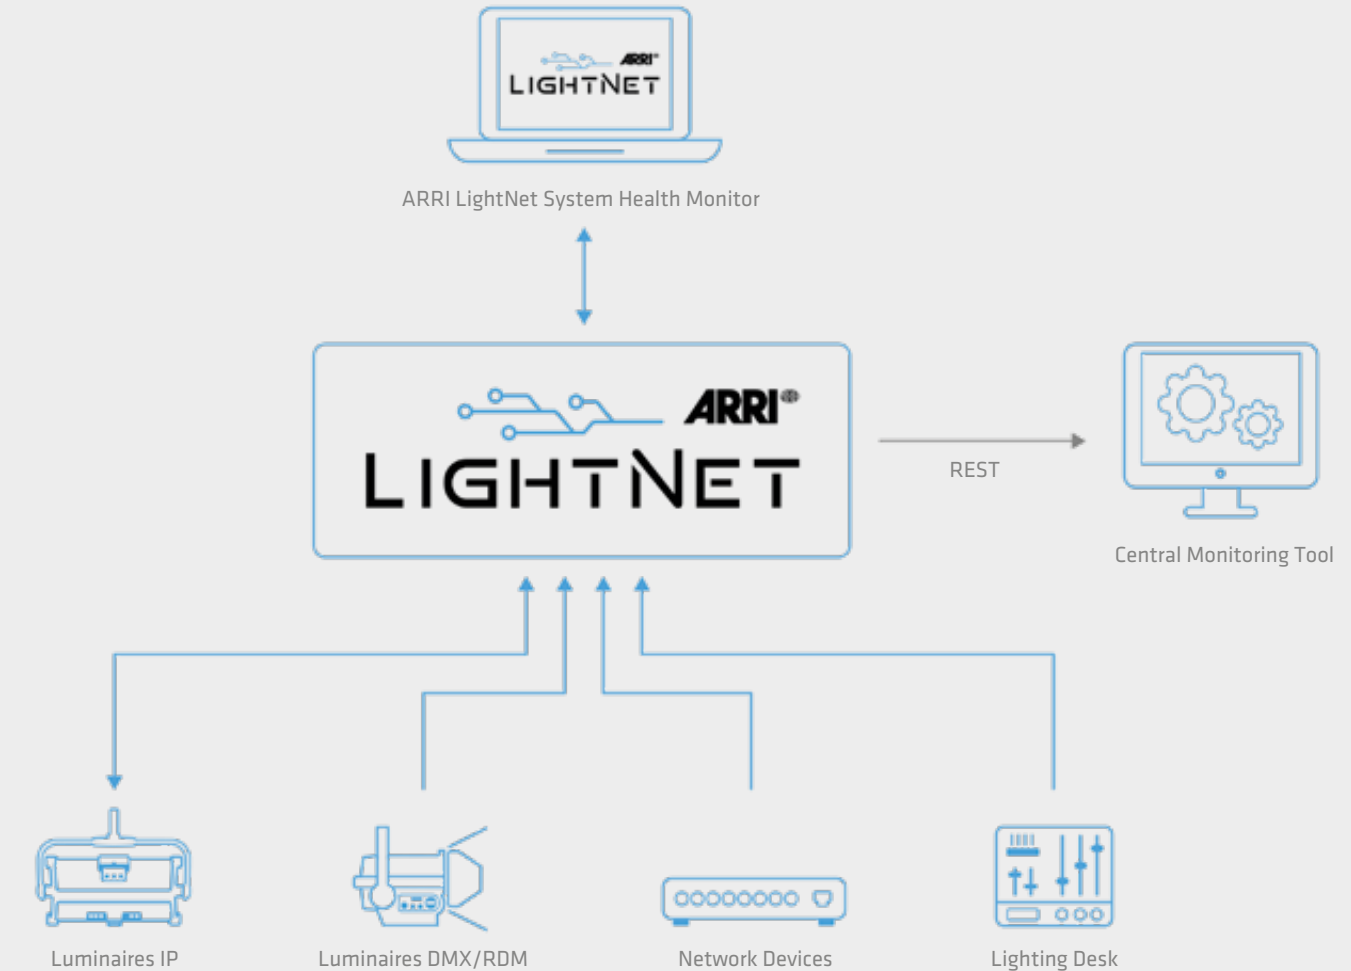 ARRI®
LIGHTNET
ARRI LightNet System Health Monitor
ARRI®
LIGHTNET
REST
Central Monitoring Tool
Luminaires IP
Luminaires DMX/RDM
Network Devices
Lighting Desk